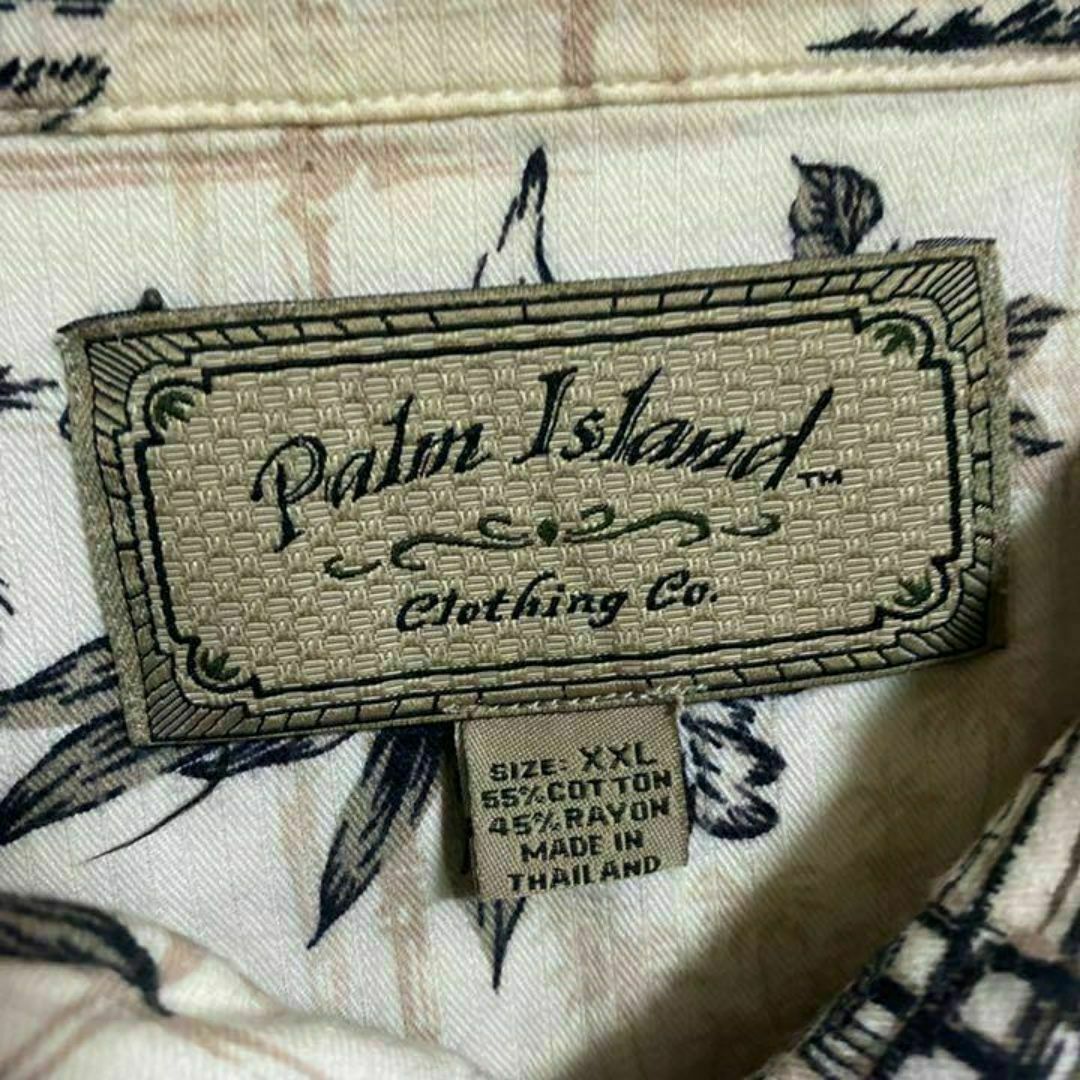 Palm Island™
Clothing Co.
SIZE: XXL
55% COTTON
45% RAYON
MADE IN
THAILAND